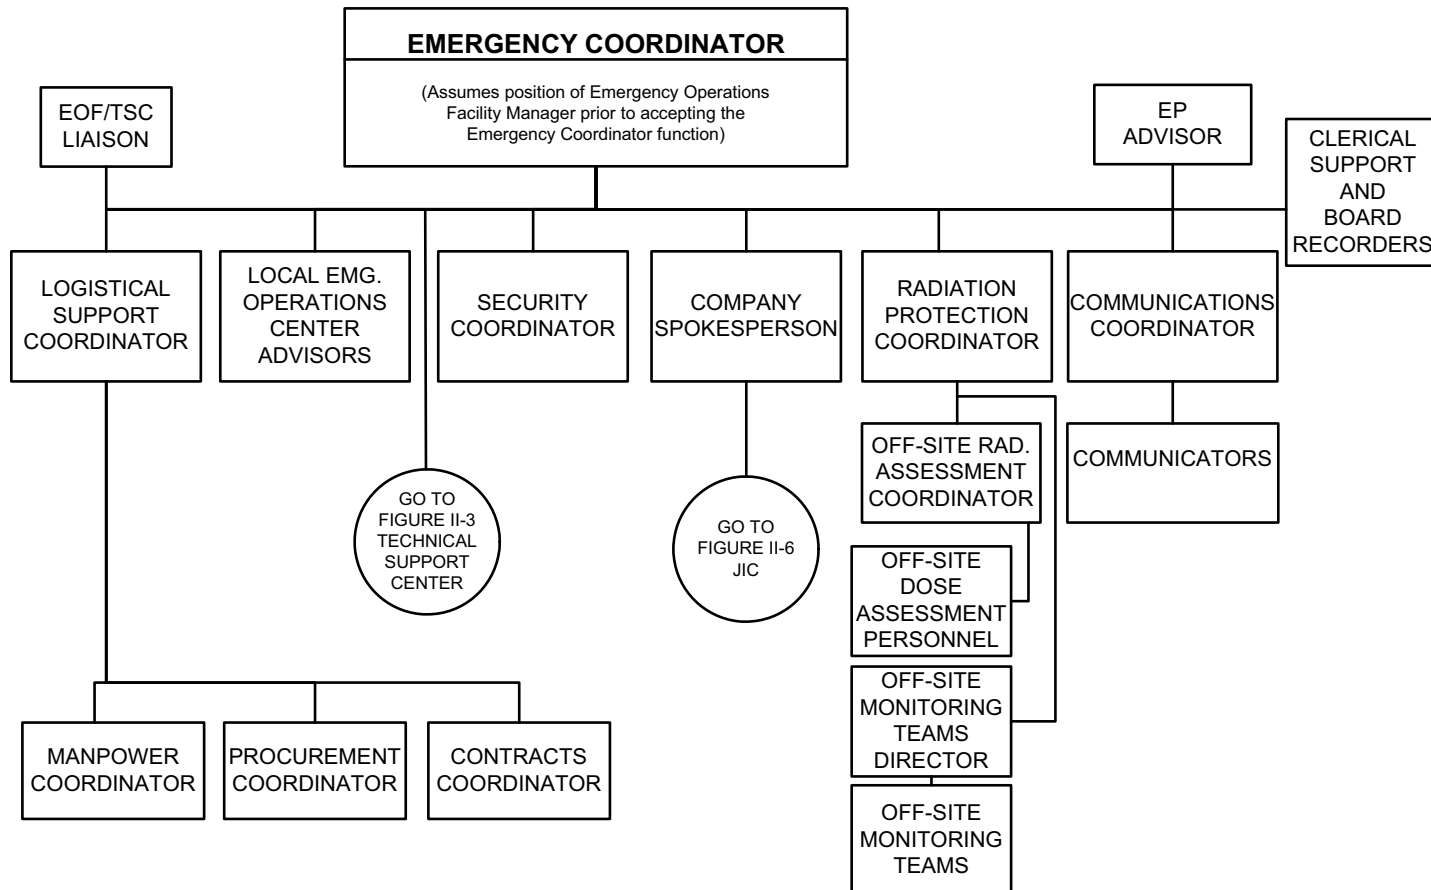 EMERGENCY COORDINATOR
(Assumes position of Emergency Operations
Facility Manager prior to accepting the
Emergency Coordinator function)
EOF/TSC
LIAISON
EP
ADVISOR
CLERICAL
SUPPORT
AND
BOARD
RECORDERS
LOGISTICAL
SUPPORT
COORDINATOR
LOCAL EMG.
OPERATIONS
CENTER
ADVISORS
SECURITY
COORDINATOR
COMPANY
SPOKESPERSON
RADIATION
PROTECTION
COORDINATOR
COMMUNICATIONS
COORDINATOR
GO TO
FIGURE II-3
TECHNICAL
SUPPORT
CENTER
GO TO
FIGURE II-6
JIC
OFF-SITE RAD.
ASSESSMENT
COORDINATOR
COMMUNICATORS
OFF-SITE
DOSE
ASSESSMENT
PERSONNEL
OFF-SITE
MONITORING
TEAMS
DIRECTOR
MANPOWER
COORDINATOR
PROCUREMENT
COORDINATOR
CONTRACTS
COORDINATOR
OFF-SITE
MONITORING
TEAMS